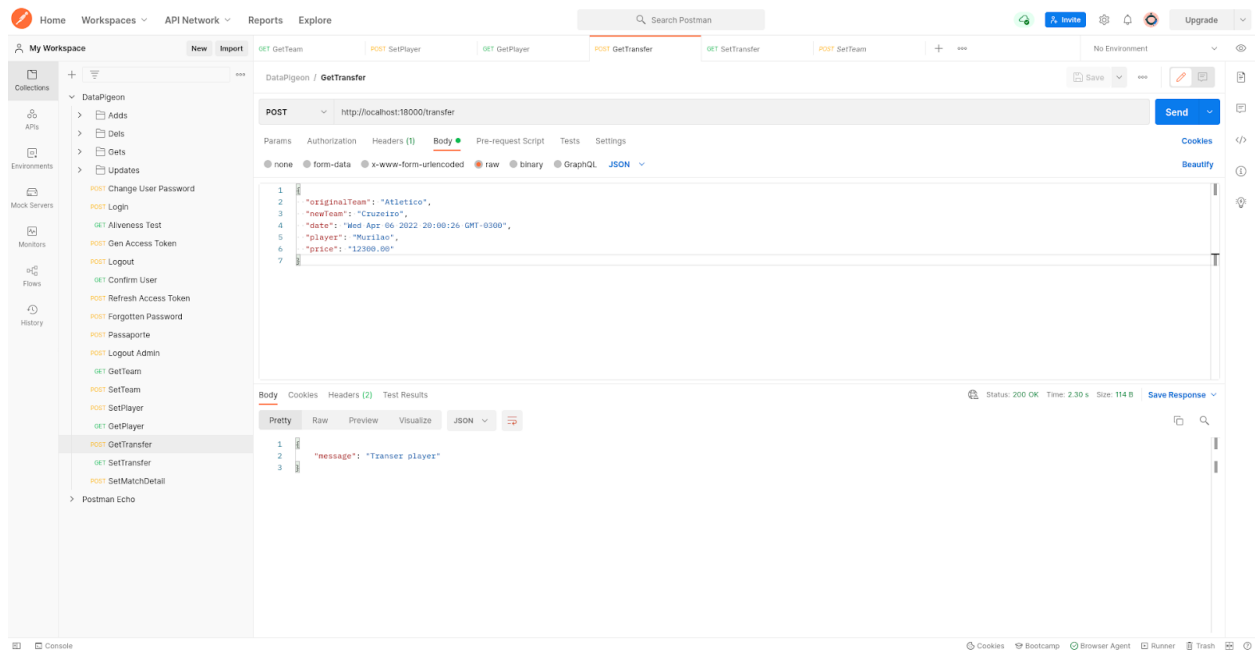 Home Workspaces API Network Reports Explore Search Postman Invite Upgrade
My Workspace New Import
GET GetTeam POST SetPlayer GET GetPlayer POST GetTransfer GET SetTransfer POST SetTeam No Environment
Collections
APIs
Environments
Mock Servers
Monitors
Flows
History
DataPigeon
Adds
Dels
Gets
Updates
POST Change User Password
POST Login
GET Aliveness Test
POST Gen Access Token
POST Logout
GET Confirm User
POST Refresh Access Token
POST Forgotten Password
POST Passaporte
POST Logout Admin
GET GetTeam
POST SetTeam
POST SetPlayer
GET GetPlayer
POST GetTransfer
GET SetTransfer
POST SetMatchDetail
Postman Echo
DataPigeon / GetTransfer Save
POST http://localhost:18000/transfer Send
Params Authorization Headers (1) Body Pre-request Script Tests Settings Cookies
none form-data x-www-form-urlencoded raw binary GraphQL JSON Beautify
1 {
2 "originalTeam": "Atletico",
3 "newTeam": "Cruzeiro",
4 "date": "Wed Apr 06 2022 20:00:26 GMT-0300",
5 "player": "Murilao",
6 "price": "12300.00"
7 }
Body Cookies Headers (2) Test Results Status: 200 OK Time: 2.30 s Size: 114 B Save Response
Pretty Raw Preview Visualize JSON
1 {
2 "message": "Transer player"
3 }
Console Cookies Bootcamp Browser Agent Runner Trash